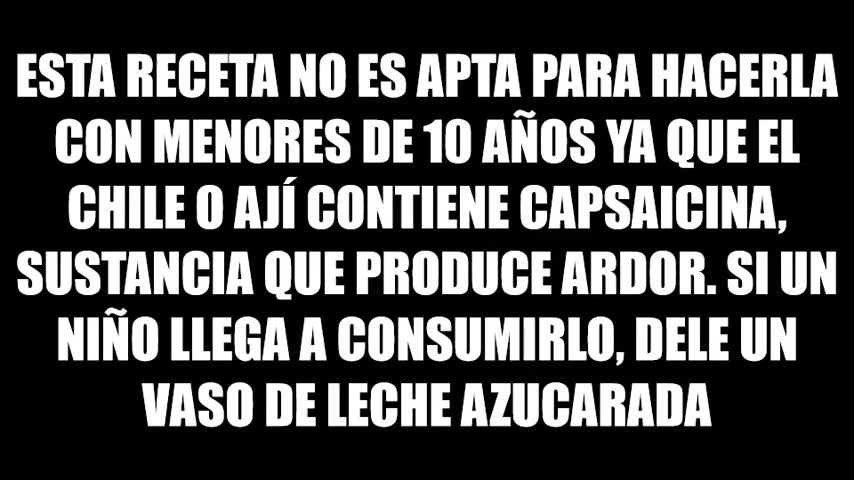 ESTA RECETA NO ES APTA PARA HACERLA
CON MENORES DE 10 AÑOS YA QUE EL
CHILE O AJÍ CONTIENE CAPSAICINA,
SUSTANCIA QUE PRODUCE ARDOR. SI UN
NIÑO LLEGA A CONSUMIRLO, DELE UN
VASO DE LECHE AZUCARADA